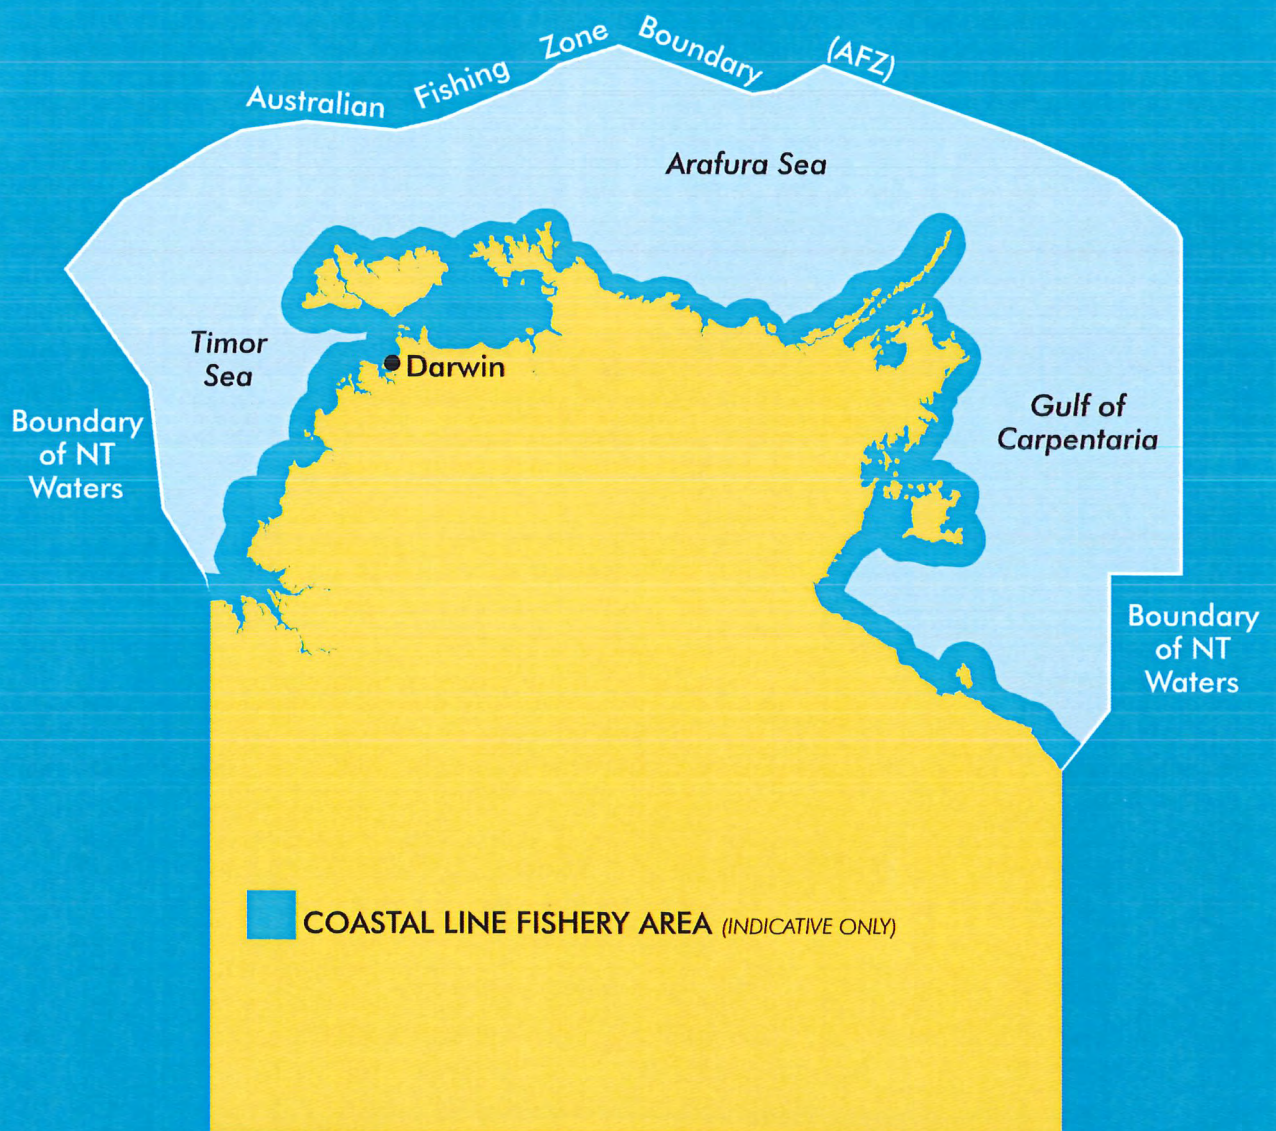 Australian Fishing Zone Boundary (AFZ)
Arafura Sea
Timor
Sea
Darwin
Gulf of
Carpentaria
Boundary
of NT
Waters
Boundary
of NT
Waters
COASTAL LINE FISHERY AREA (INDICATIVE ONLY)